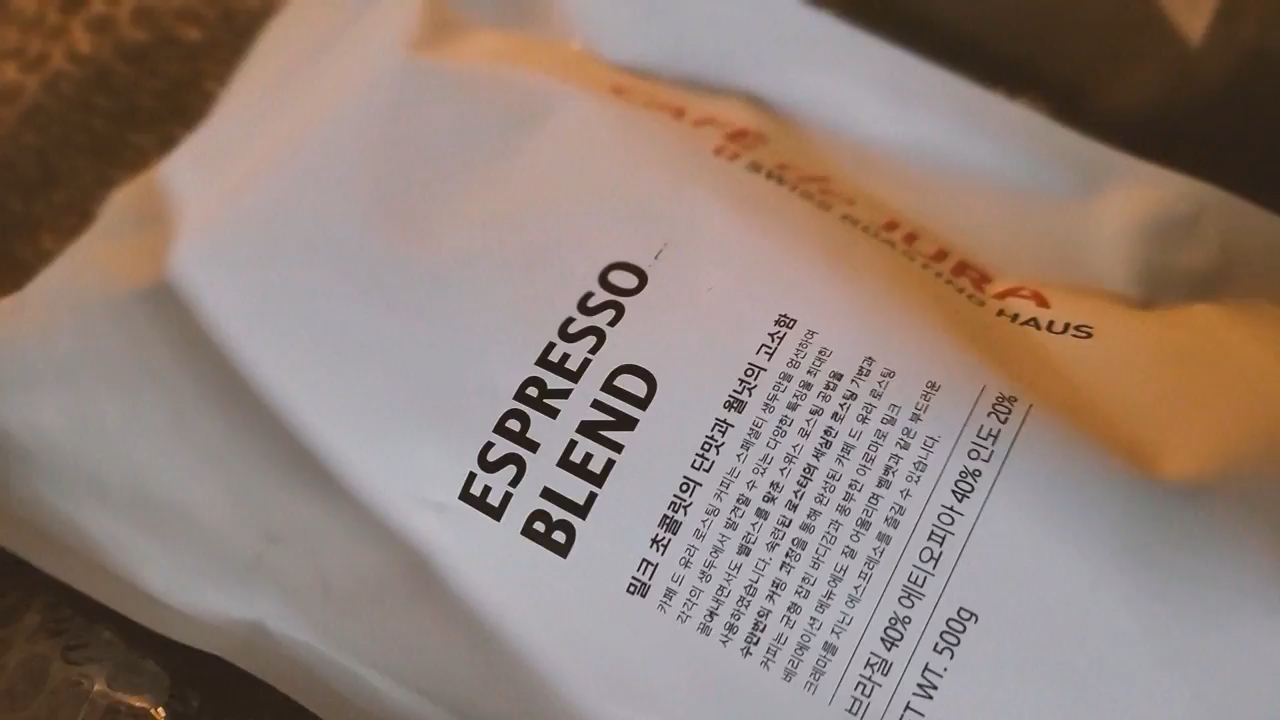 CAFÉ de JURA
SWISS ROASTING HAUS
ESPRESSO
BLEND
밀크 초콜릿의 단맛과 월넛의 고소함
카페 드 유라 로스팅 커피는 스페셜티 생두만을 엄선하여
각각의 생두에서 발견할 수 있는 다양한 특징을 최대한
끌어내면서도 밸런스를 맞춘 스위스 로스팅 공법을
사용하였습니다. 숙련된 로스터의 세심한 로스팅 기법과
수만번의 커핑 과정을 통해 완성된 카페 드 유라 로스팅
커피는 균형 잡힌 바디감과 풍부한 아로마로 밀크
베리에이션 메뉴에도 잘 어울리며 벨벳과 같은 부드러운
크레마를 지닌 에스프레소를 즐길 수 있습니다.
브라질 40% 에티오피아 40% 인도 20%
WT. 500g